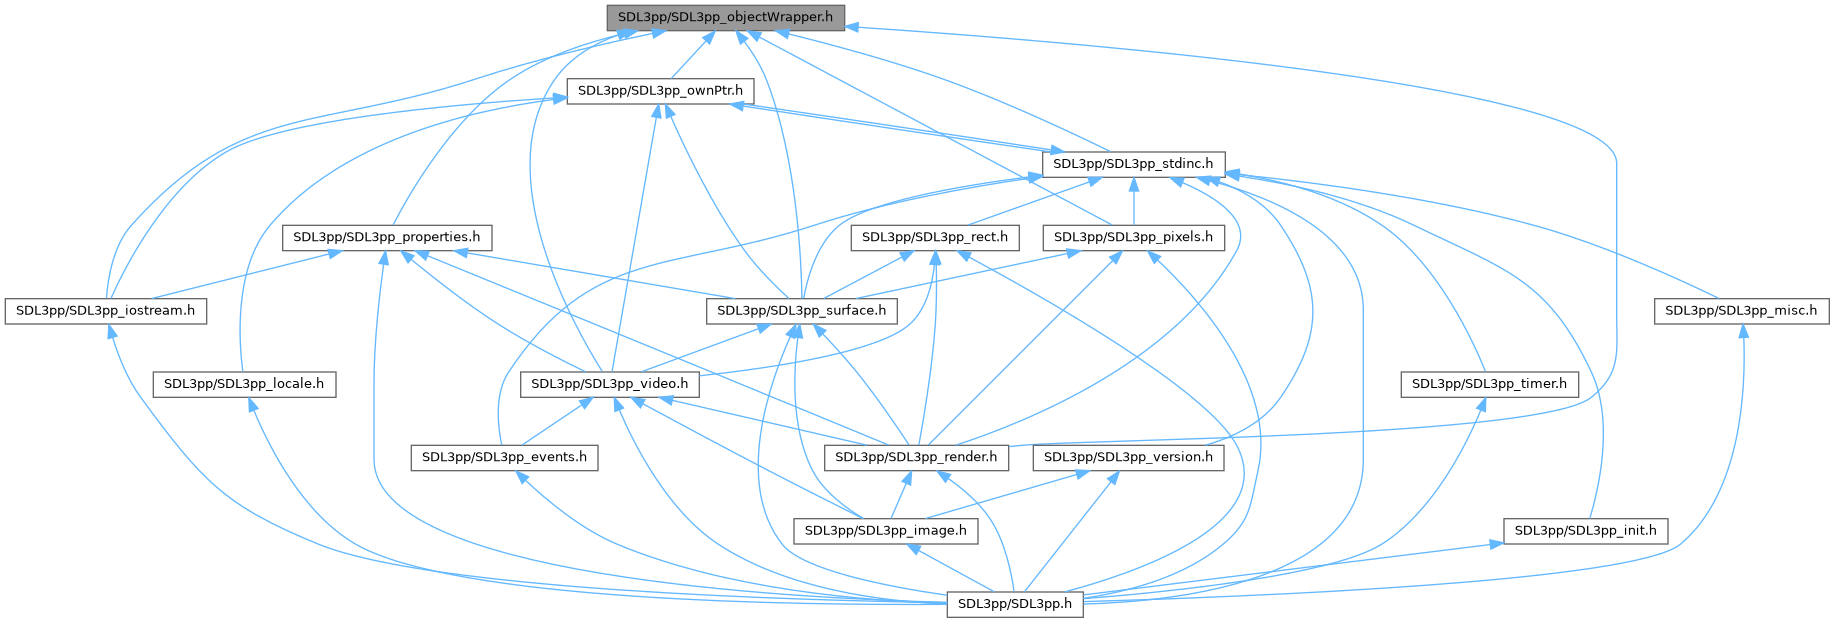 SDL3pp/SDL3pp_objectWrapper.h
SDL3pp/SDL3pp_ownPtr.h
SDL3pp/SDL3pp_stdinc.h
SDL3pp/SDL3pp_properties.h
SDL3pp/SDL3pp_rect.h
SDL3pp/SDL3pp_pixels.h
SDL3pp/SDL3pp_iostream.h
SDL3pp/SDL3pp_surface.h
SDL3pp/SDL3pp_misc.h
SDL3pp/SDL3pp_locale.h
SDL3pp/SDL3pp_video.h
SDL3pp/SDL3pp_timer.h
SDL3pp/SDL3pp_events.h
SDL3pp/SDL3pp_render.h
SDL3pp/SDL3pp_version.h
SDL3pp/SDL3pp_image.h
SDL3pp/SDL3pp_init.h
SDL3pp/SDL3pp.h